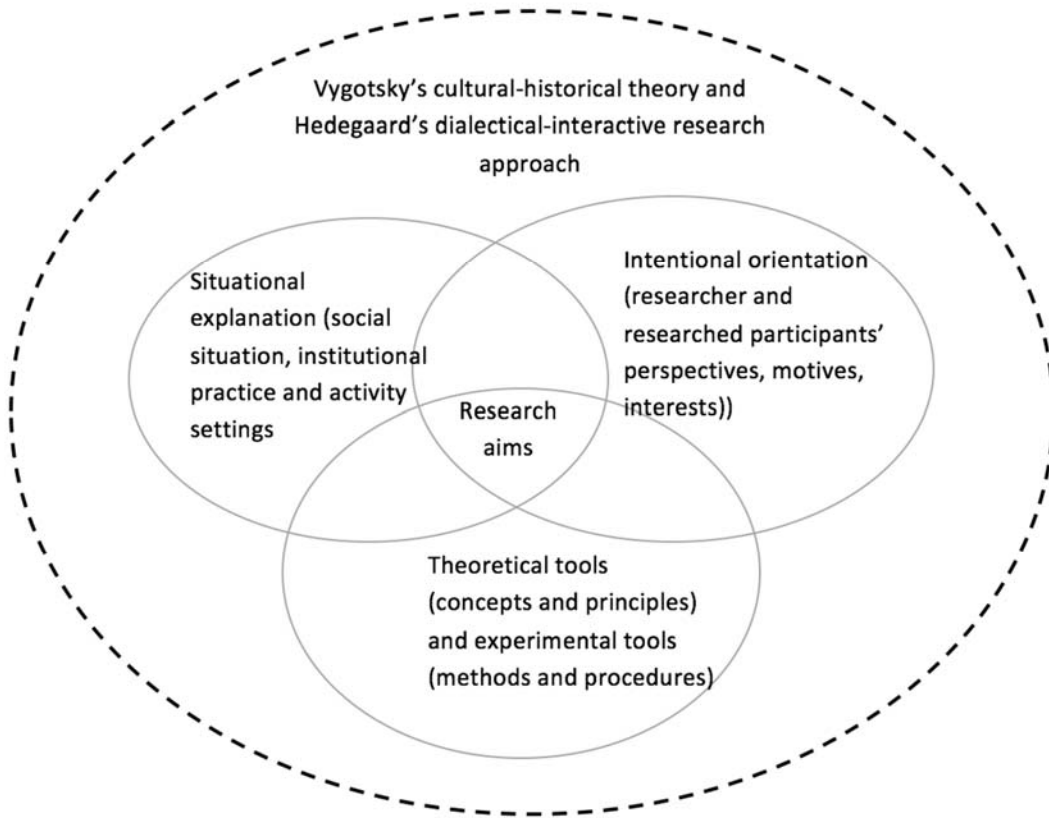 Vygotsky's cultural-historical theory and
Hedegaard's dialectical-interactive research
approach
Situational
explanation (social
situation, institutional
practice and activity
settings
Intentional orientation
(researcher and
researched participants'
perspectives, motives,
interests))
Research
aims
Theoretical tools
(concepts and principles)
and experimental tools
(methods and procedures)